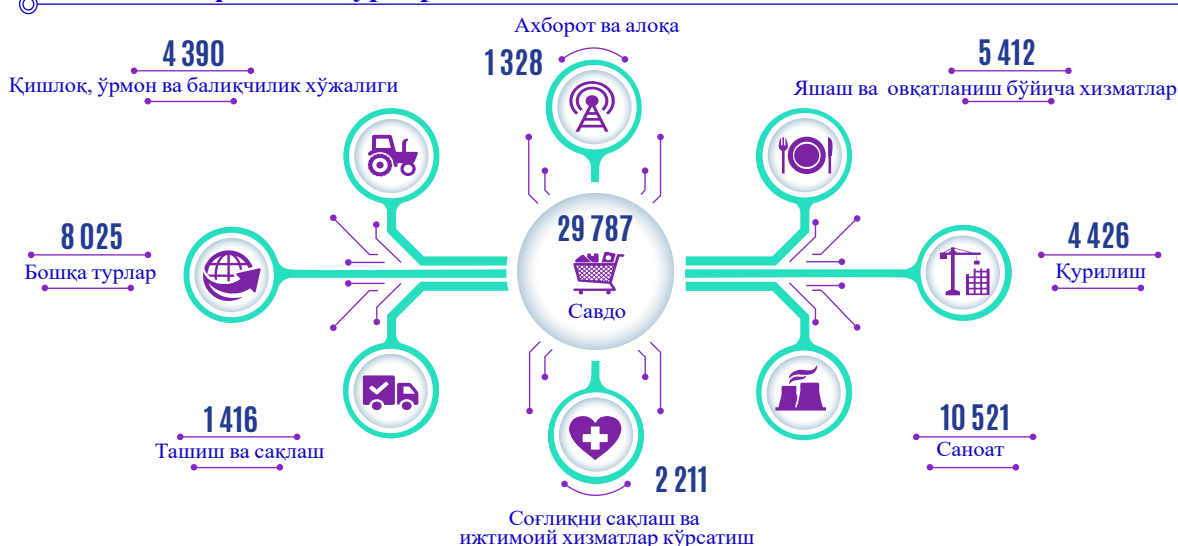 Ахборот ва алоқа
1 328
4 390
Қишлоқ, ўрмон ва балиқчилик хўжалиги
5 412
Яшаш ва овқатланиш бўйича хизматлар
8 025
Бошқа турлар
29 787
Савдо
4 426
Қурилиш
1 416
Ташиш ва сақлаш
10 521
Саноат
2 211
Соғлиқни сақлаш ва
ижтимоий хизматлар кўрсатиш